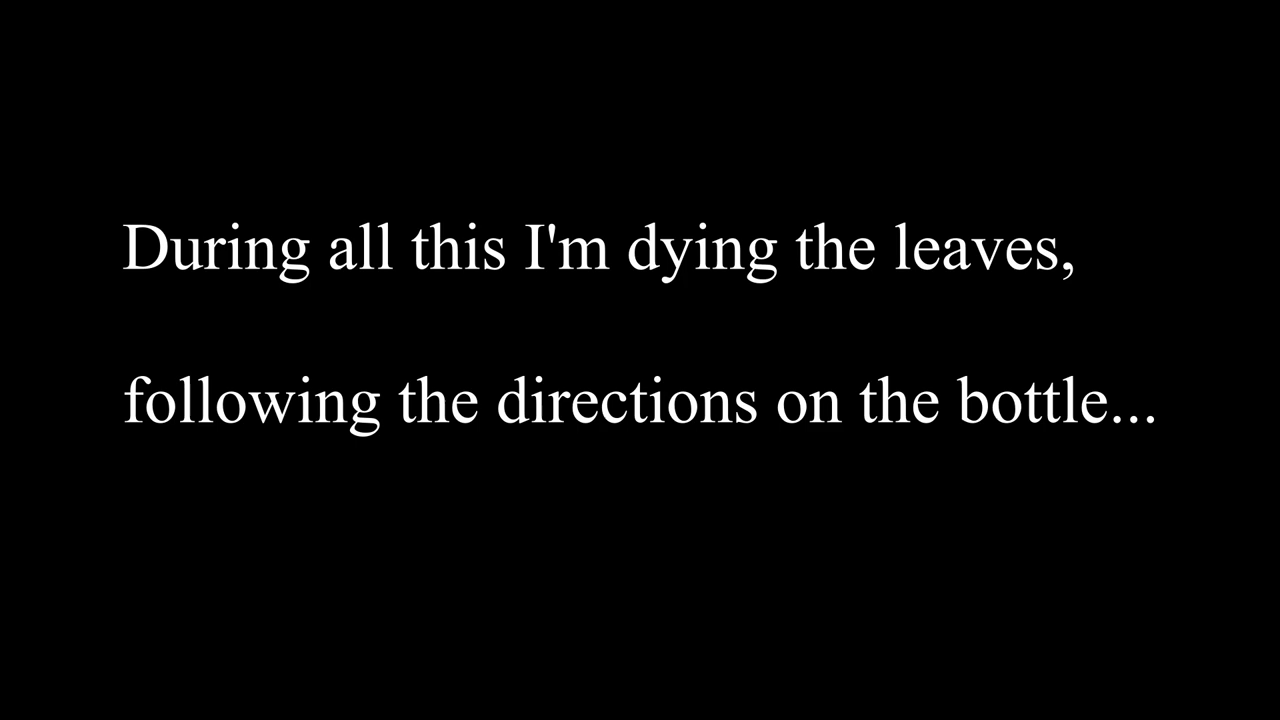 During all this I'm dying the leaves,
following the directions on the bottle...